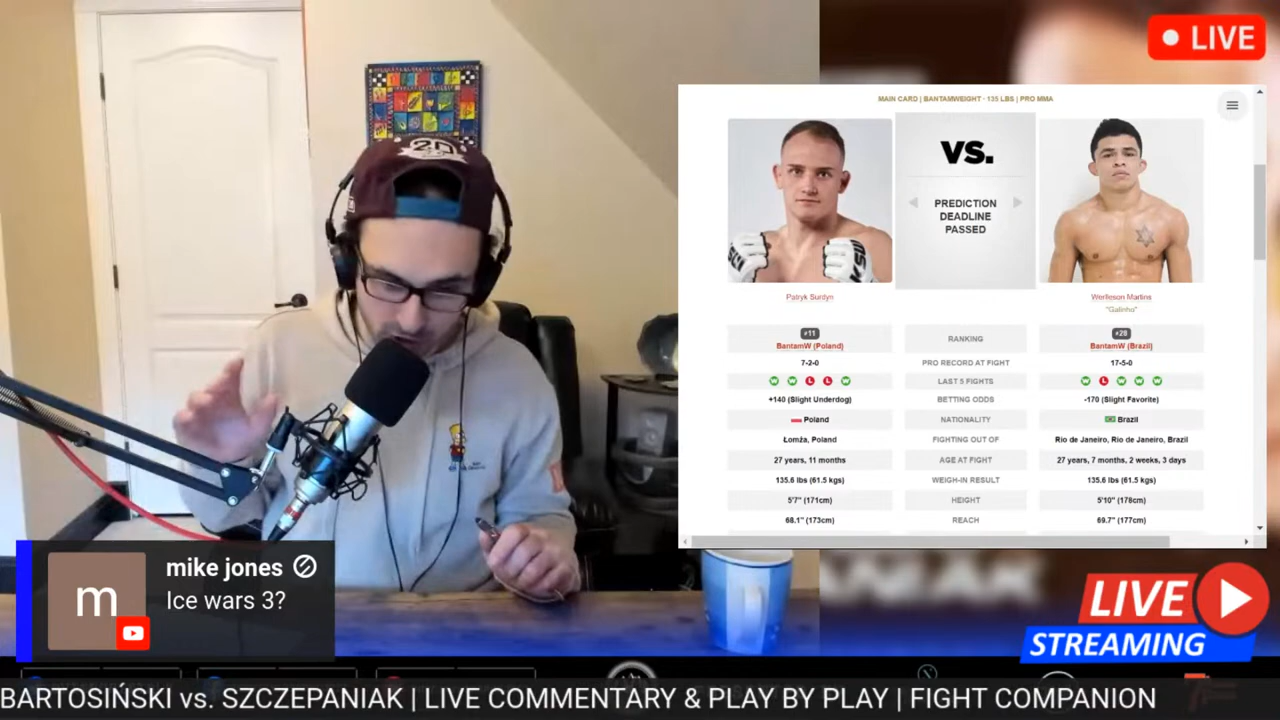 LIVE
MAIN CARD | BANTAMWEIGHT · 135 LBS | PRO MMA
VS.
PREDICTION
DEADLINE
PASSED
Patryk Surdyn
Werlleson Martins
"Galinho"
#11
BantamW (Poland)
RANKING
#28
BantamW (Brazil)
7-2-0
PRO RECORD AT FIGHT
17-5-0
W W L L W
LAST 5 FIGHTS
W L W W W
+140 (Slight Underdog)
BETTING ODDS
-170 (Slight Favorite)
Poland
NATIONALITY
Brazil
Łomża, Poland
FIGHTING OUT OF
Rio de Janeiro, Rio de Janeiro, Brazil
27 years, 11 months
AGE AT FIGHT
27 years, 7 months, 2 weeks, 3 days
135.6 lbs (61.5 kgs)
WEIGH-IN RESULT
135.6 lbs (61.5 kgs)
5'7" (171cm)
HEIGHT
5'10" (178cm)
68.1" (173cm)
REACH
69.7" (177cm)
m
mike jones
Ice wars 3?
LIVE
STREAMING
BARTOSIŃSKI vs. SZCZEPANIAK | LIVE COMMENTARY & PLAY BY PLAY | FIGHT COMPANION